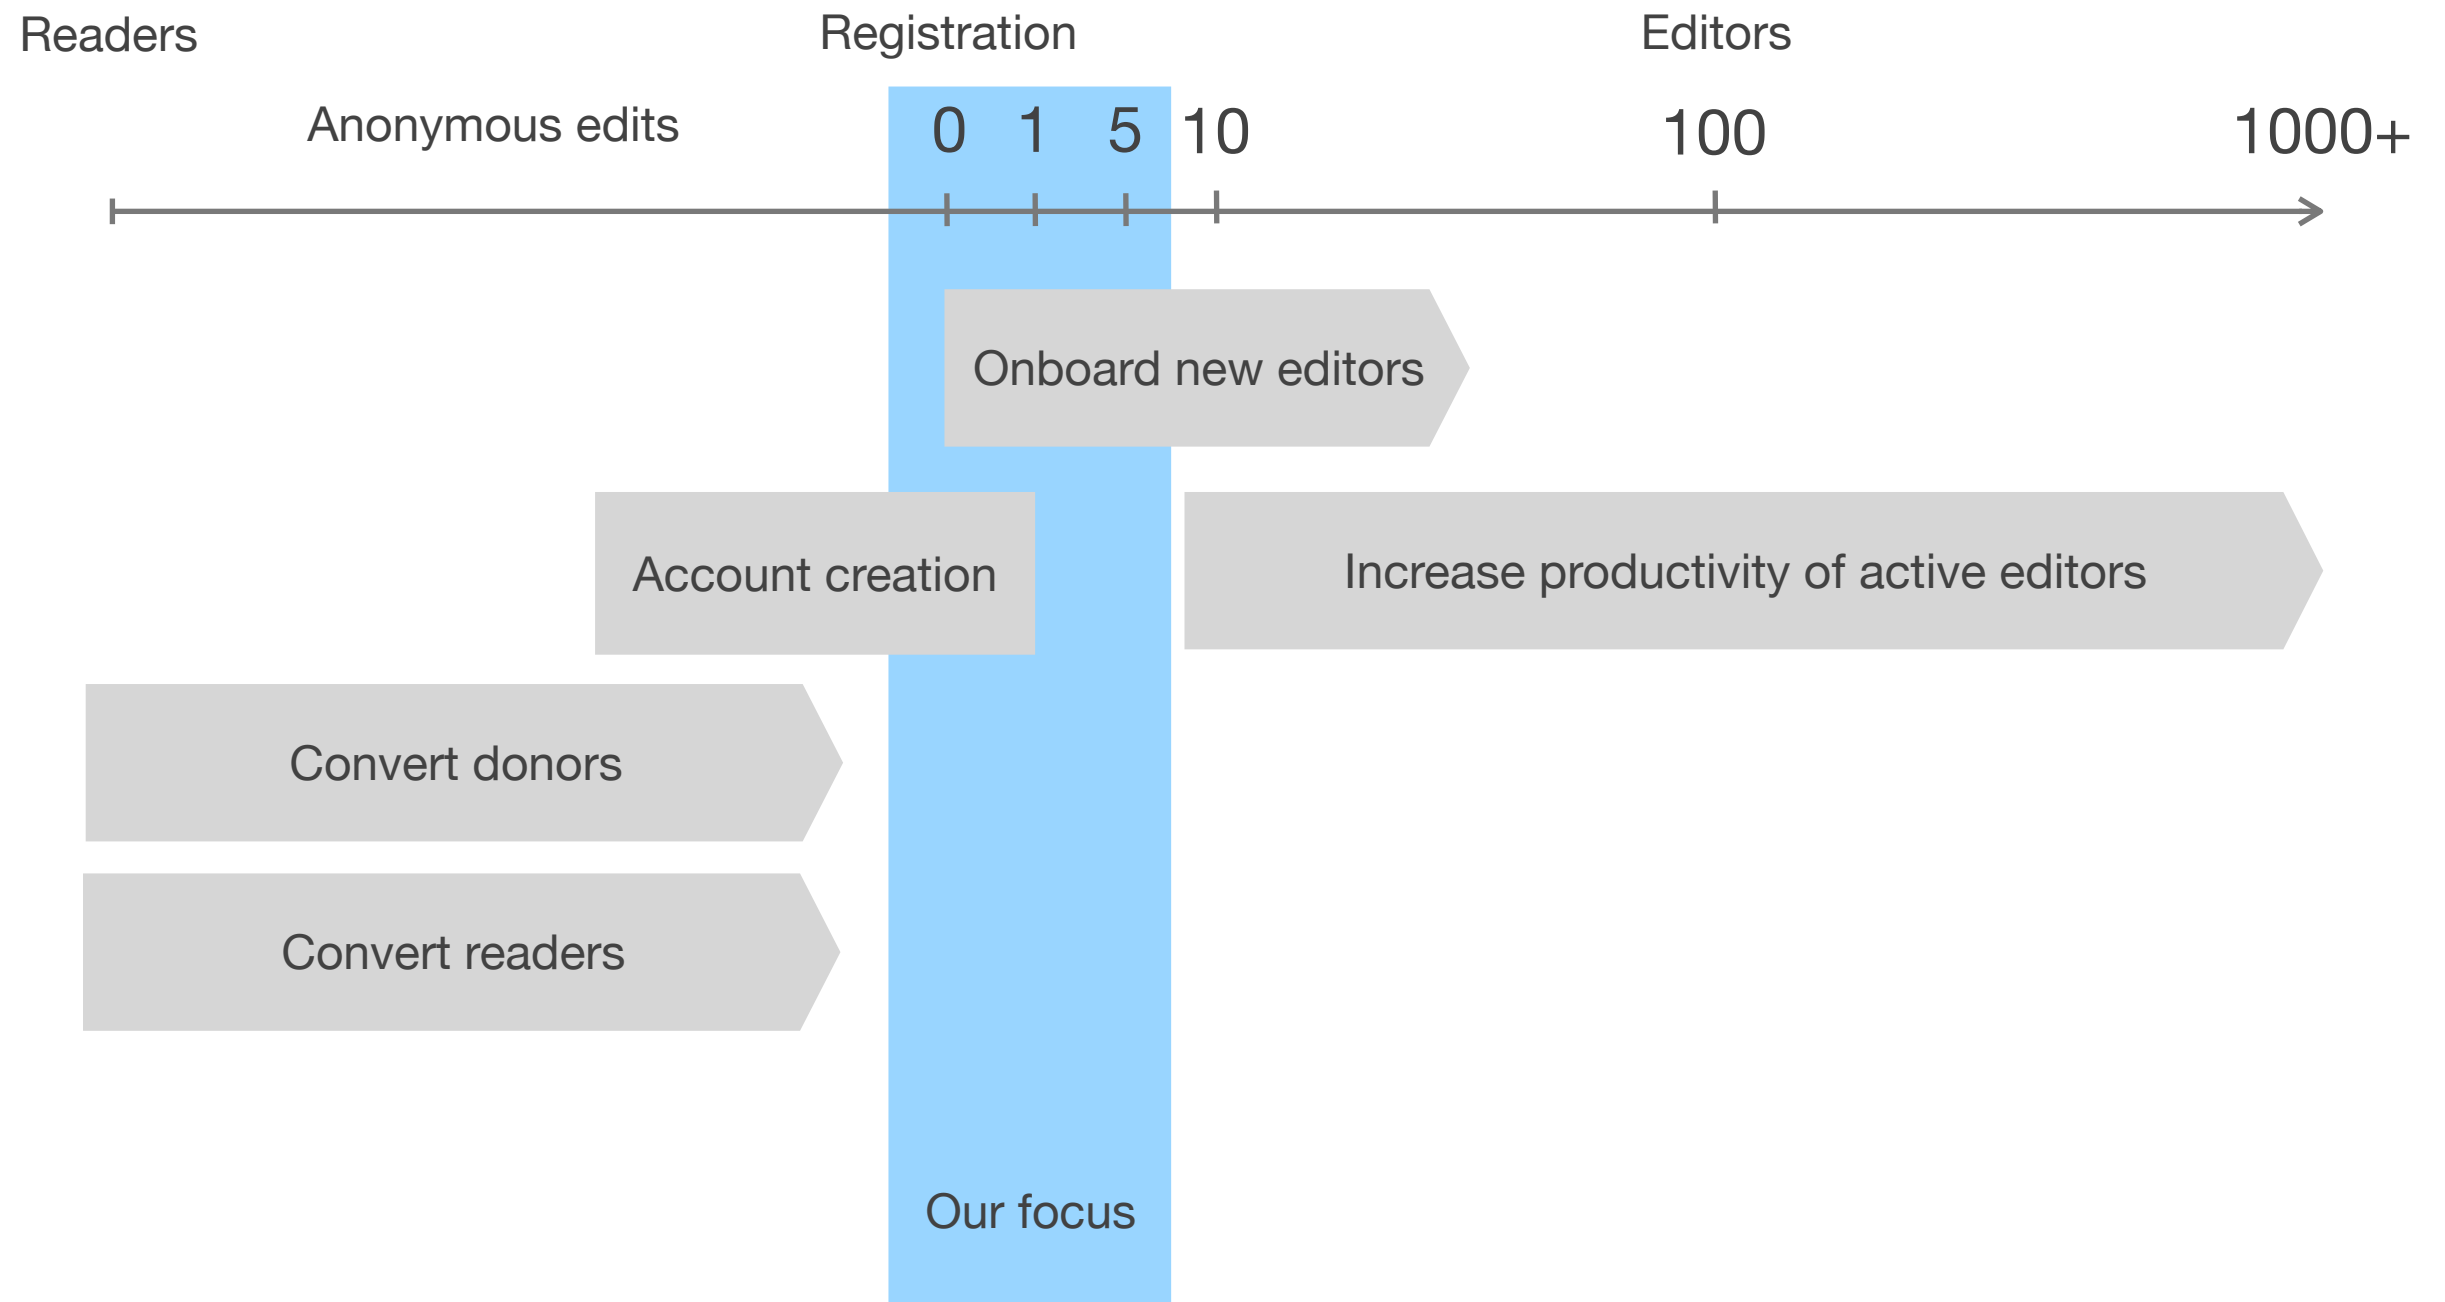 Readers
Registration
Editors
Anonymous edits
0 1 5 10 100 1000+
Onboard new editors
Account creation
Increase productivity of active editors
Convert donors
Convert readers
Our focus